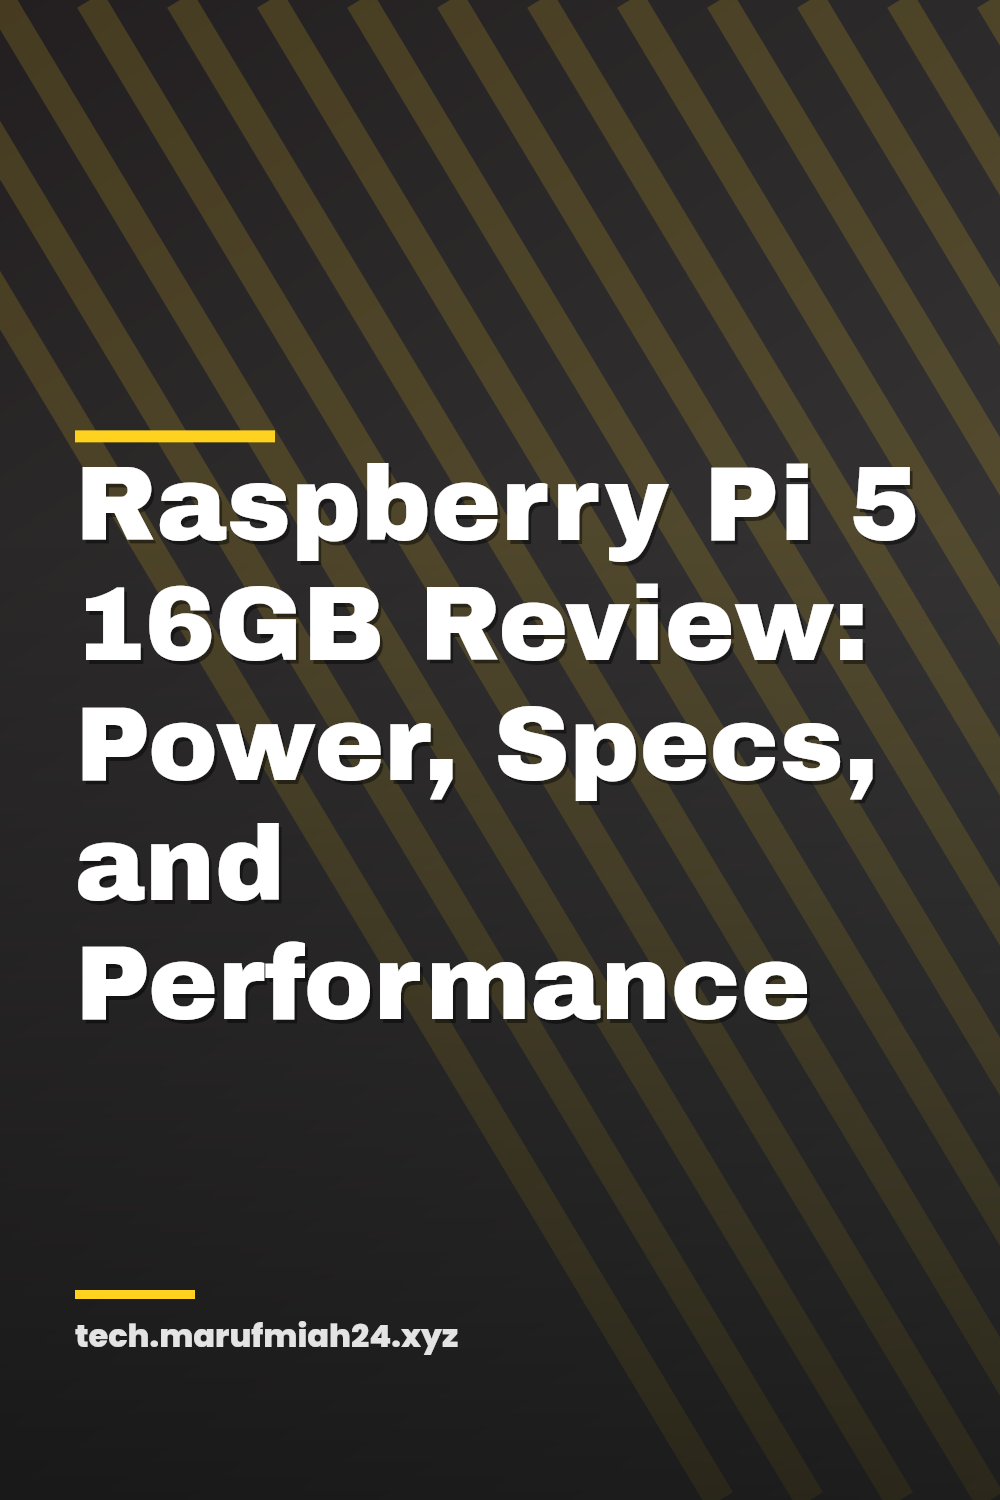 Raspberry Pi 5
16GB Review:
Power, Specs,
and
Performance
tech.marufmiah24.xyz